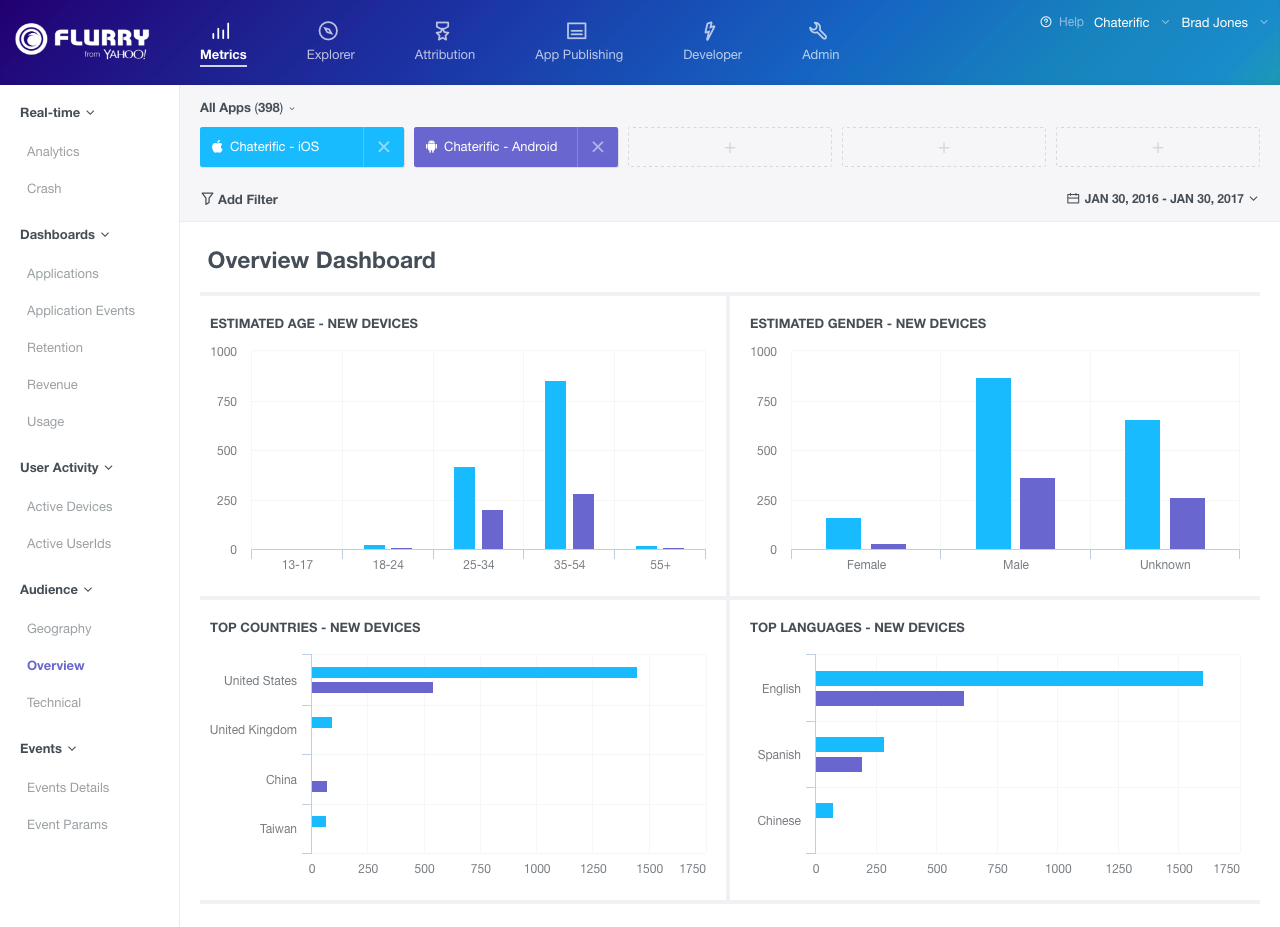 FLURRY
from YAHOO!
Metrics
Explorer
Attribution
App Publishing
Developer
Admin
Help
Chaterific
Brad Jones
Real-time
Analytics
Crash
Dashboards
Applications
Application Events
Retention
Revenue
Usage
User Activity
Active Devices
Active UserIds
Audience
Geography
Overview
Technical
Events
Events Details
Event Params
All Apps (398)
Chaterific - iOS
Chaterific - Android
Add Filter
JAN 30, 2016 - JAN 30, 2017
Overview Dashboard
ESTIMATED AGE - NEW DEVICES
1000
750
500
250
0
13-17 18-24 25-34 35-54 55+
ESTIMATED GENDER - NEW DEVICES
1000
750
500
250
0
Female Male Unknown
TOP COUNTRIES - NEW DEVICES
United States
United Kingdom
China
Taiwan
0 250 500 750 1000 1250 1500 1750
TOP LANGUAGES - NEW DEVICES
English
Spanish
Chinese
0 250 500 750 1000 1250 1500 1750